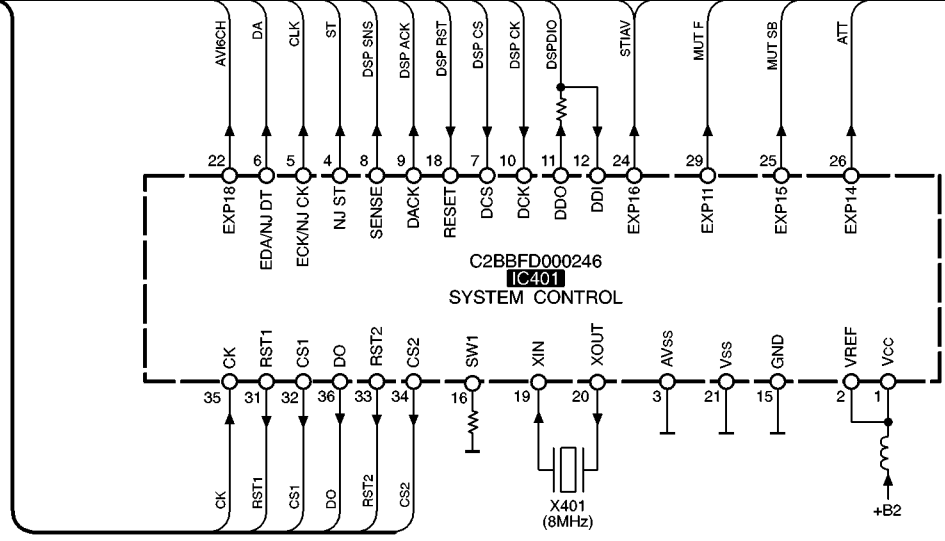 AVI6CH DA CLK ST DSP SNS DSP ACK DSP RST DSP CS DSP CK DSPDIO STIAV MUT F MUT SB ATT
22 6 5 4 8 9 18 7 10 11 12 24 29 25 26
EXP18 EDA/NJ DT ECK/NJ CK NJ ST SENSE DACK RESET DCS DCK DDO DDI EXP16 EXP11 EXP15 EXP14
C2BBFD000246
IC401
SYSTEM CONTROL
CK RST1 CS1 DO RST2 CS2 SW1 XIN XOUT AVSS VSS GND VREF VCC
35 31 32 36 33 34 16 19 20 3 21 15 2 1
CK RST1 CS1 DO RST2 CS2
X401
(8MHz)
+B2